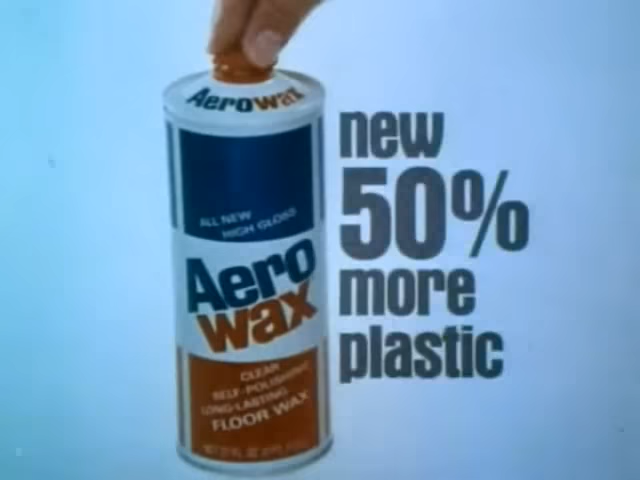 AeroWax
ALL NEW
HIGH GLOSS
Aero
wax
CLEAR
SELF-POLISHING
LONG-LASTING
FLOOR WAX
new
50%
more
plastic